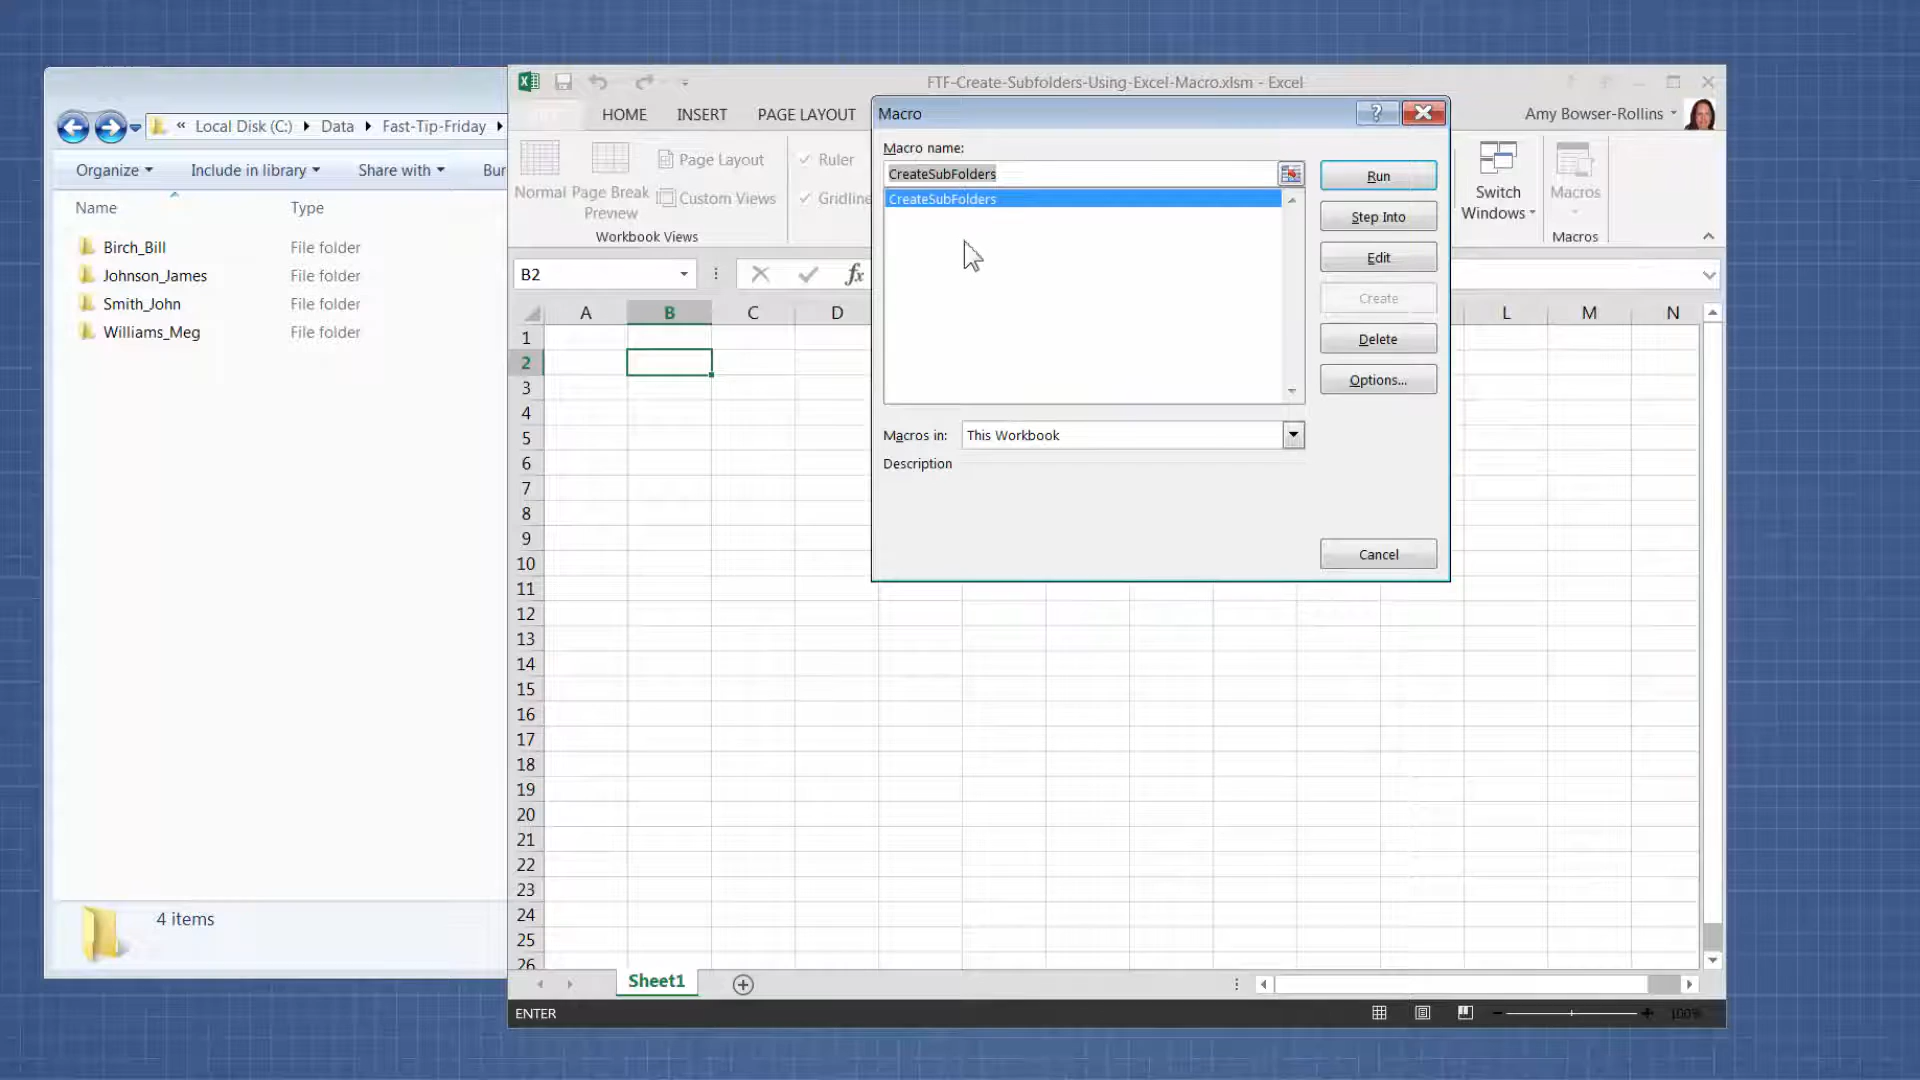 « Local Disk (C:) Data Fast-Tip-Friday
Organize Include in library Share with Bur
Name Type
Birch_Bill File folder
Johnson_James File folder
Smith_John File folder
Williams_Meg File folder
4 items
FTF-Create-Subfolders-Using-Excel-Macro.xlsm - Excel
HOME INSERT PAGE LAYOUT
Amy Bowser-Rollins
Normal Page Break Preview
Page Layout
Custom Views
Workbook Views
Ruler
Gridline
Switch Windows
Macros
Macros
B2
fx
A B C D L M N
1
2
3
4
5
6
7
8
9
10
11
12
13
14
15
16
17
18
19
20
21
22
23
24
25
26
Macro
?
Macro name:
CreateSubFolders
CreateSubFolders
Run
Step Into
Edit
Create
Delete
Options...
Macros in: This Workbook
Description
Cancel
Sheet1
ENTER
100%